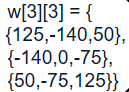 w[3][3] = {
{125,-140,50},
{-140,0,-75},
{50,-75,125}}